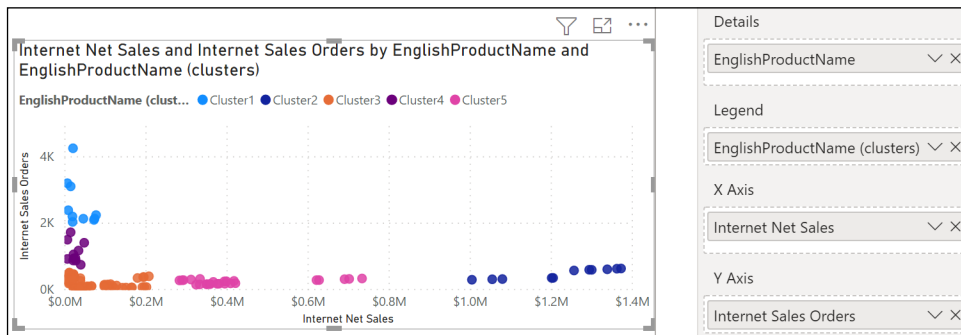 Internet Net Sales and Internet Sales Orders by EnglishProductName and
EnglishProductName (clusters)
EnglishProductName (clust... Cluster1 Cluster2 Cluster3 Cluster4 Cluster5
Internet Sales Orders
4K
2K
0K
$0.0M $0.2M $0.4M $0.6M $0.8M $1.0M $1.2M $1.4M
Internet Net Sales
Details
EnglishProductName
Legend
EnglishProductName (clusters)
X Axis
Internet Net Sales
Y Axis
Internet Sales Orders